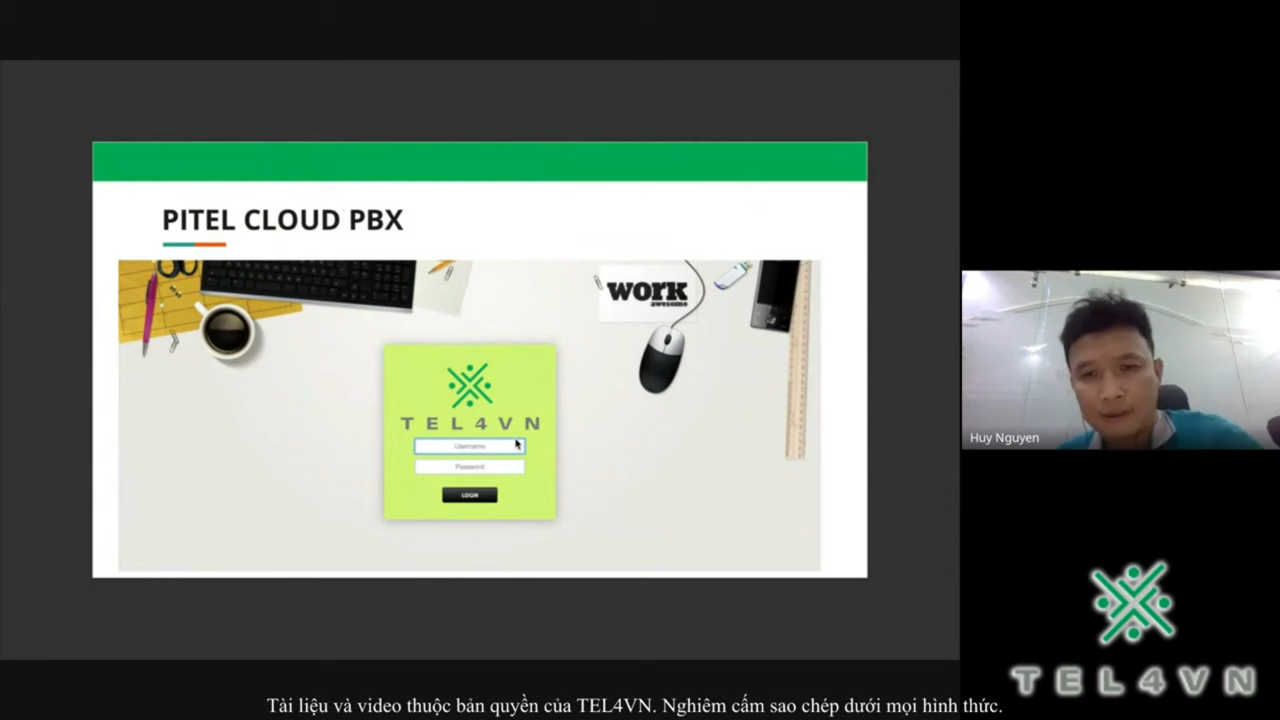 PITEL CLOUD PBX
work
awesome
TEL4VN
Username
Password
LOGIN
Huy Nguyen
TEL4VN
Tài liệu và video thuộc bản quyền của TEL4VN. Nghiêm cấm sao chép dưới mọi hình thức.